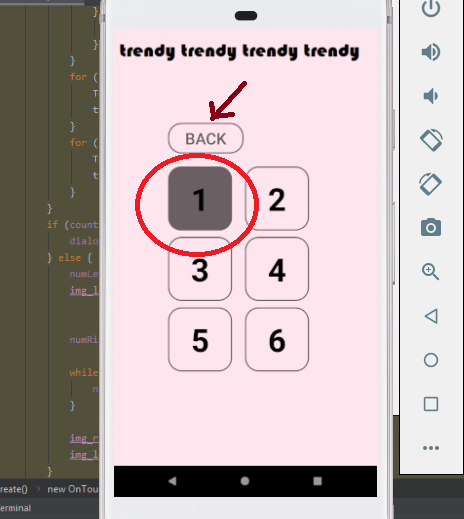 }
}
}
for (
T
t
}
for (
T
t
}
}
if (count
dialo
} else {
numLe
img_l
numRi
while
n
}
img_r
img_l
}
trendy trendy trendy trendy
BACK
1 2
3 4
5 6
reate() › new OnTou
erminal